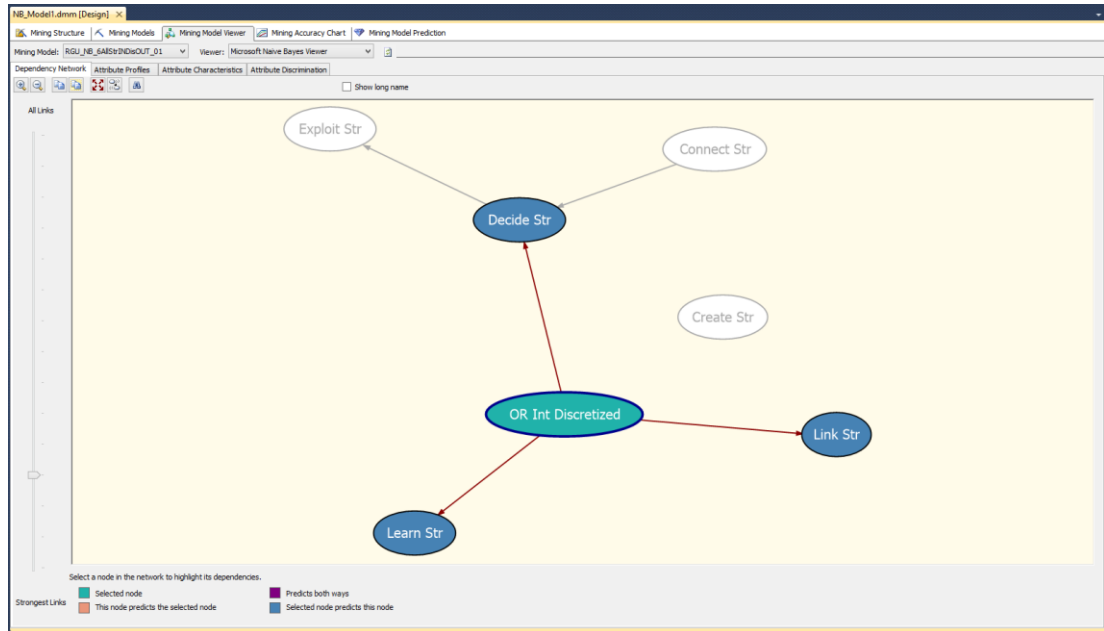 NB_Model1.dmm [Design]
Mining Structure Mining Models Mining Model Viewer Mining Accuracy Chart Mining Model Prediction
Mining Model: RGU_NB_6AllStrINDisOUT_01 Viewer: Microsoft Naive Bayes Viewer
Dependency Network Attribute Profiles Attribute Characteristics Attribute Discrimination
Show long name
All Links
Exploit Str
Connect Str
Decide Str
Create Str
OR Int Discretized
Link Str
Learn Str
Select a node in the network to highlight its dependencies.
Selected node Predicts both ways
Strongest Links This node predicts the selected node Selected node predicts this node